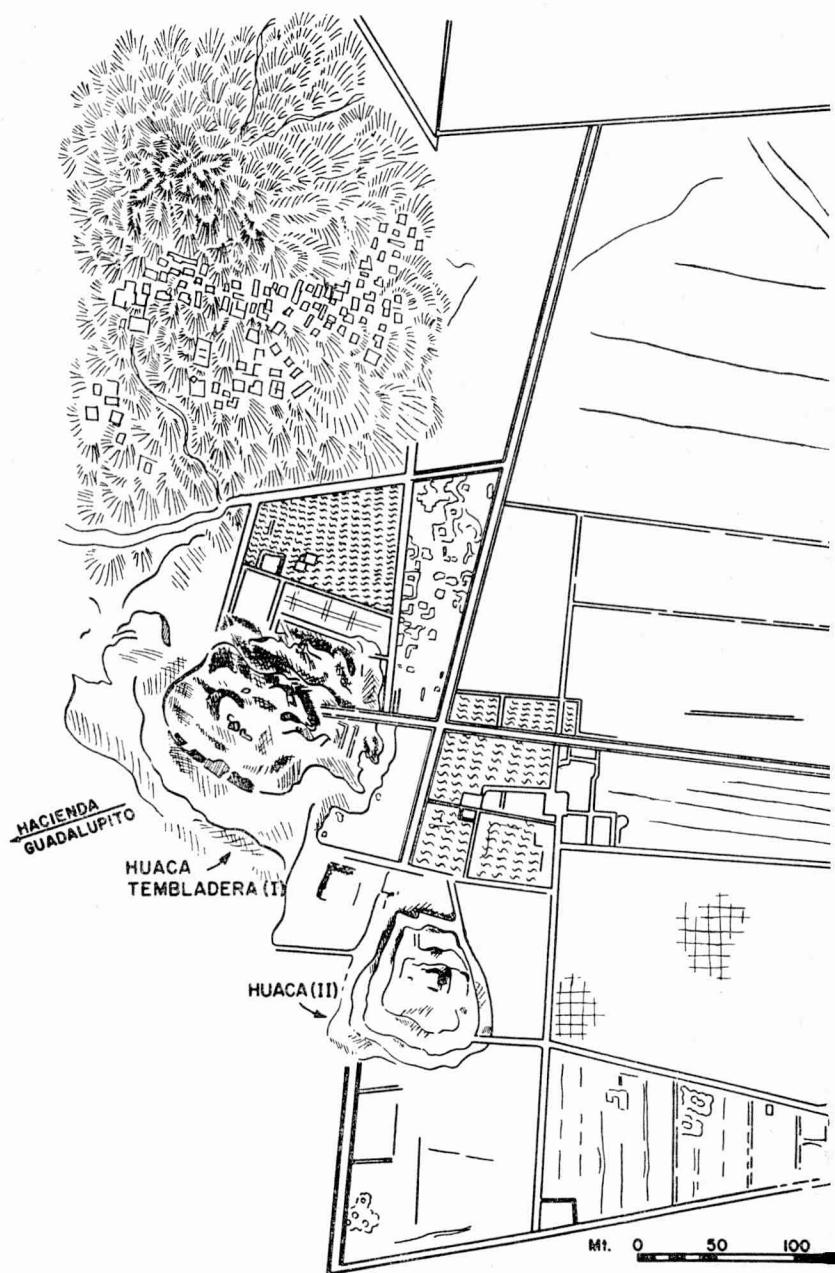 HACIENDA
GUADALUPITO
HUACA
TEMBLADERA (I)
HUACA (II)
Mt. 0 50 100